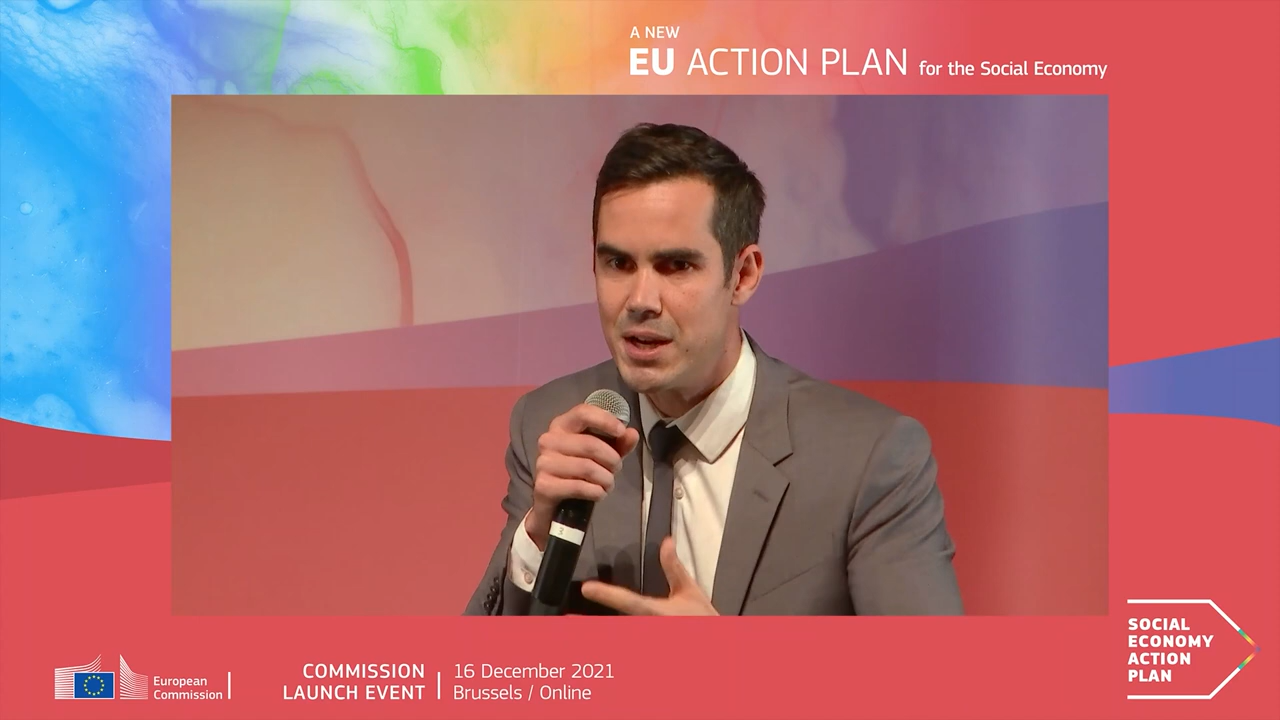 A NEW
EU ACTION PLAN for the Social Economy
SOCIAL
ECONOMY
ACTION
PLAN
European
Commission
COMMISSION
LAUNCH EVENT
16 December 2021
Brussels / Online